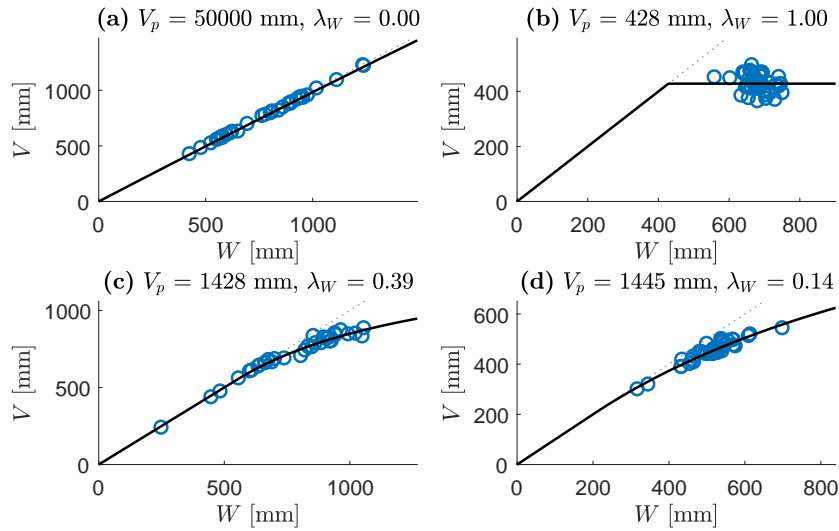 (a) V_p = 50000 mm, λ_W = 0.00
V [mm]
1000
500
0
0 500 1000
W [mm]
(b) V_p = 428 mm, λ_W = 1.00
V [mm]
400
200
0
0 200 400 600 800
W [mm]
(c) V_p = 1428 mm, λ_W = 0.39
V [mm]
1000
500
0
0 500 1000
W [mm]
(d) V_p = 1445 mm, λ_W = 0.14
V [mm]
600
400
200
0
0 200 400 600 800
W [mm]